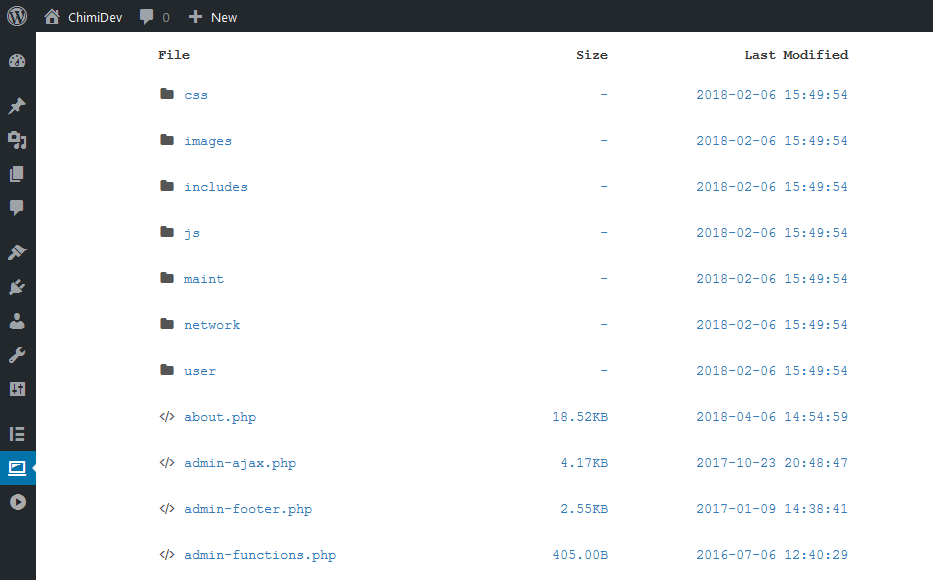 ChimiDev 0 New
File Size Last Modified
css - 2018-02-06 15:49:54
images - 2018-02-06 15:49:54
includes - 2018-02-06 15:49:54
js - 2018-02-06 15:49:54
maint - 2018-02-06 15:49:54
network - 2018-02-06 15:49:54
user - 2018-02-06 15:49:54
about.php 18.52KB 2018-04-06 14:54:59
admin-ajax.php 4.17KB 2017-10-23 20:48:47
admin-footer.php 2.55KB 2017-01-09 14:38:41
admin-functions.php 405.00B 2016-07-06 12:40:29